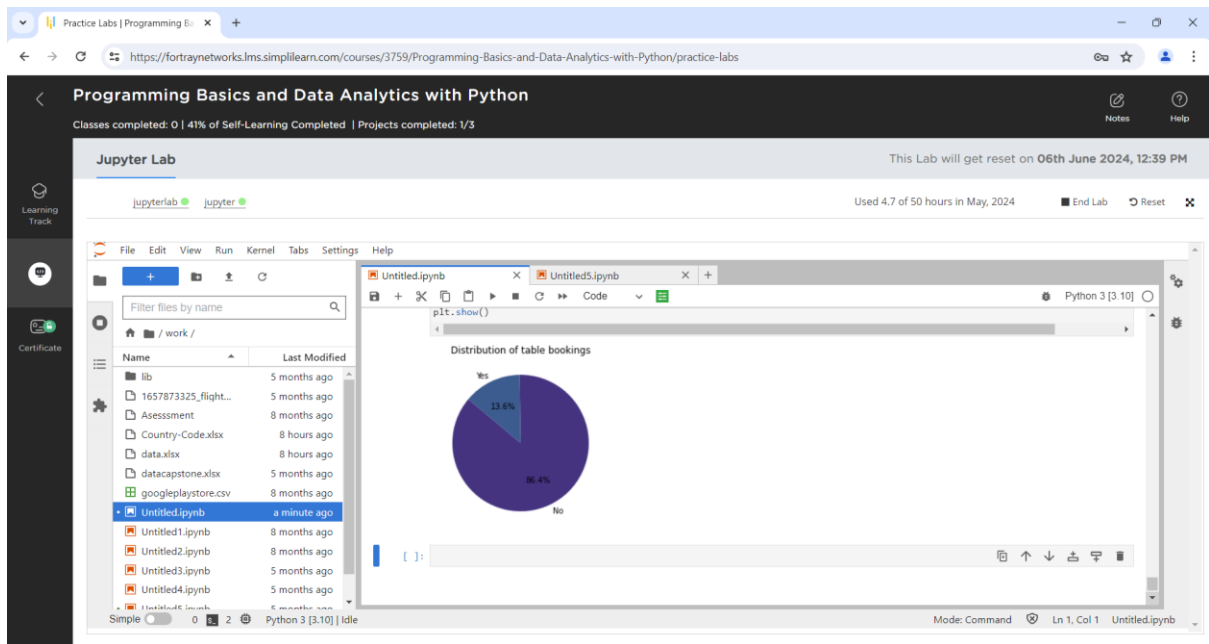 Practice Labs | Programming Ba
https://fortraynetworks.lms.simplilearn.com/courses/3759/Programming-Basics-and-Data-Analytics-with-Python/practice-labs
Programming Basics and Data Analytics with Python
Classes completed: 0 | 41% of Self-Learning Completed | Projects completed: 1/3
Notes
Help
Jupyter Lab
This Lab will get reset on 06th June 2024, 12:39 PM
Learning
Track
jupyterlab
jupyter
Used 4.7 of 50 hours in May, 2024
End Lab
Reset
Certificate
File Edit View Run Kernel Tabs Settings Help
Untitled.ipynb
Untitled5.ipynb
Filter files by name
Code
Python 3 [3.10]
/ work /
Name
Last Modified
lib 5 months ago
1657873325_flight... 5 months ago
Asesssment 8 months ago
Country-Code.xlsx 8 hours ago
data.xlsx 8 hours ago
datacapstone.xlsx 5 months ago
googleplaystore.csv 8 months ago
Untitled.ipynb a minute ago
Untitled1.ipynb 8 months ago
Untitled2.ipynb 8 months ago
Untitled3.ipynb 8 months ago
Untitled4.ipynb 5 months ago
Untitled5.ipynb 5 months ago
plt.show()
Distribution of table bookings
Yes
13.6%
86.4%
No
[ ]:
Simple 0 2 Python 3 [3.10] | Idle
Mode: Command Ln 1, Col 1 Untitled.ipynb